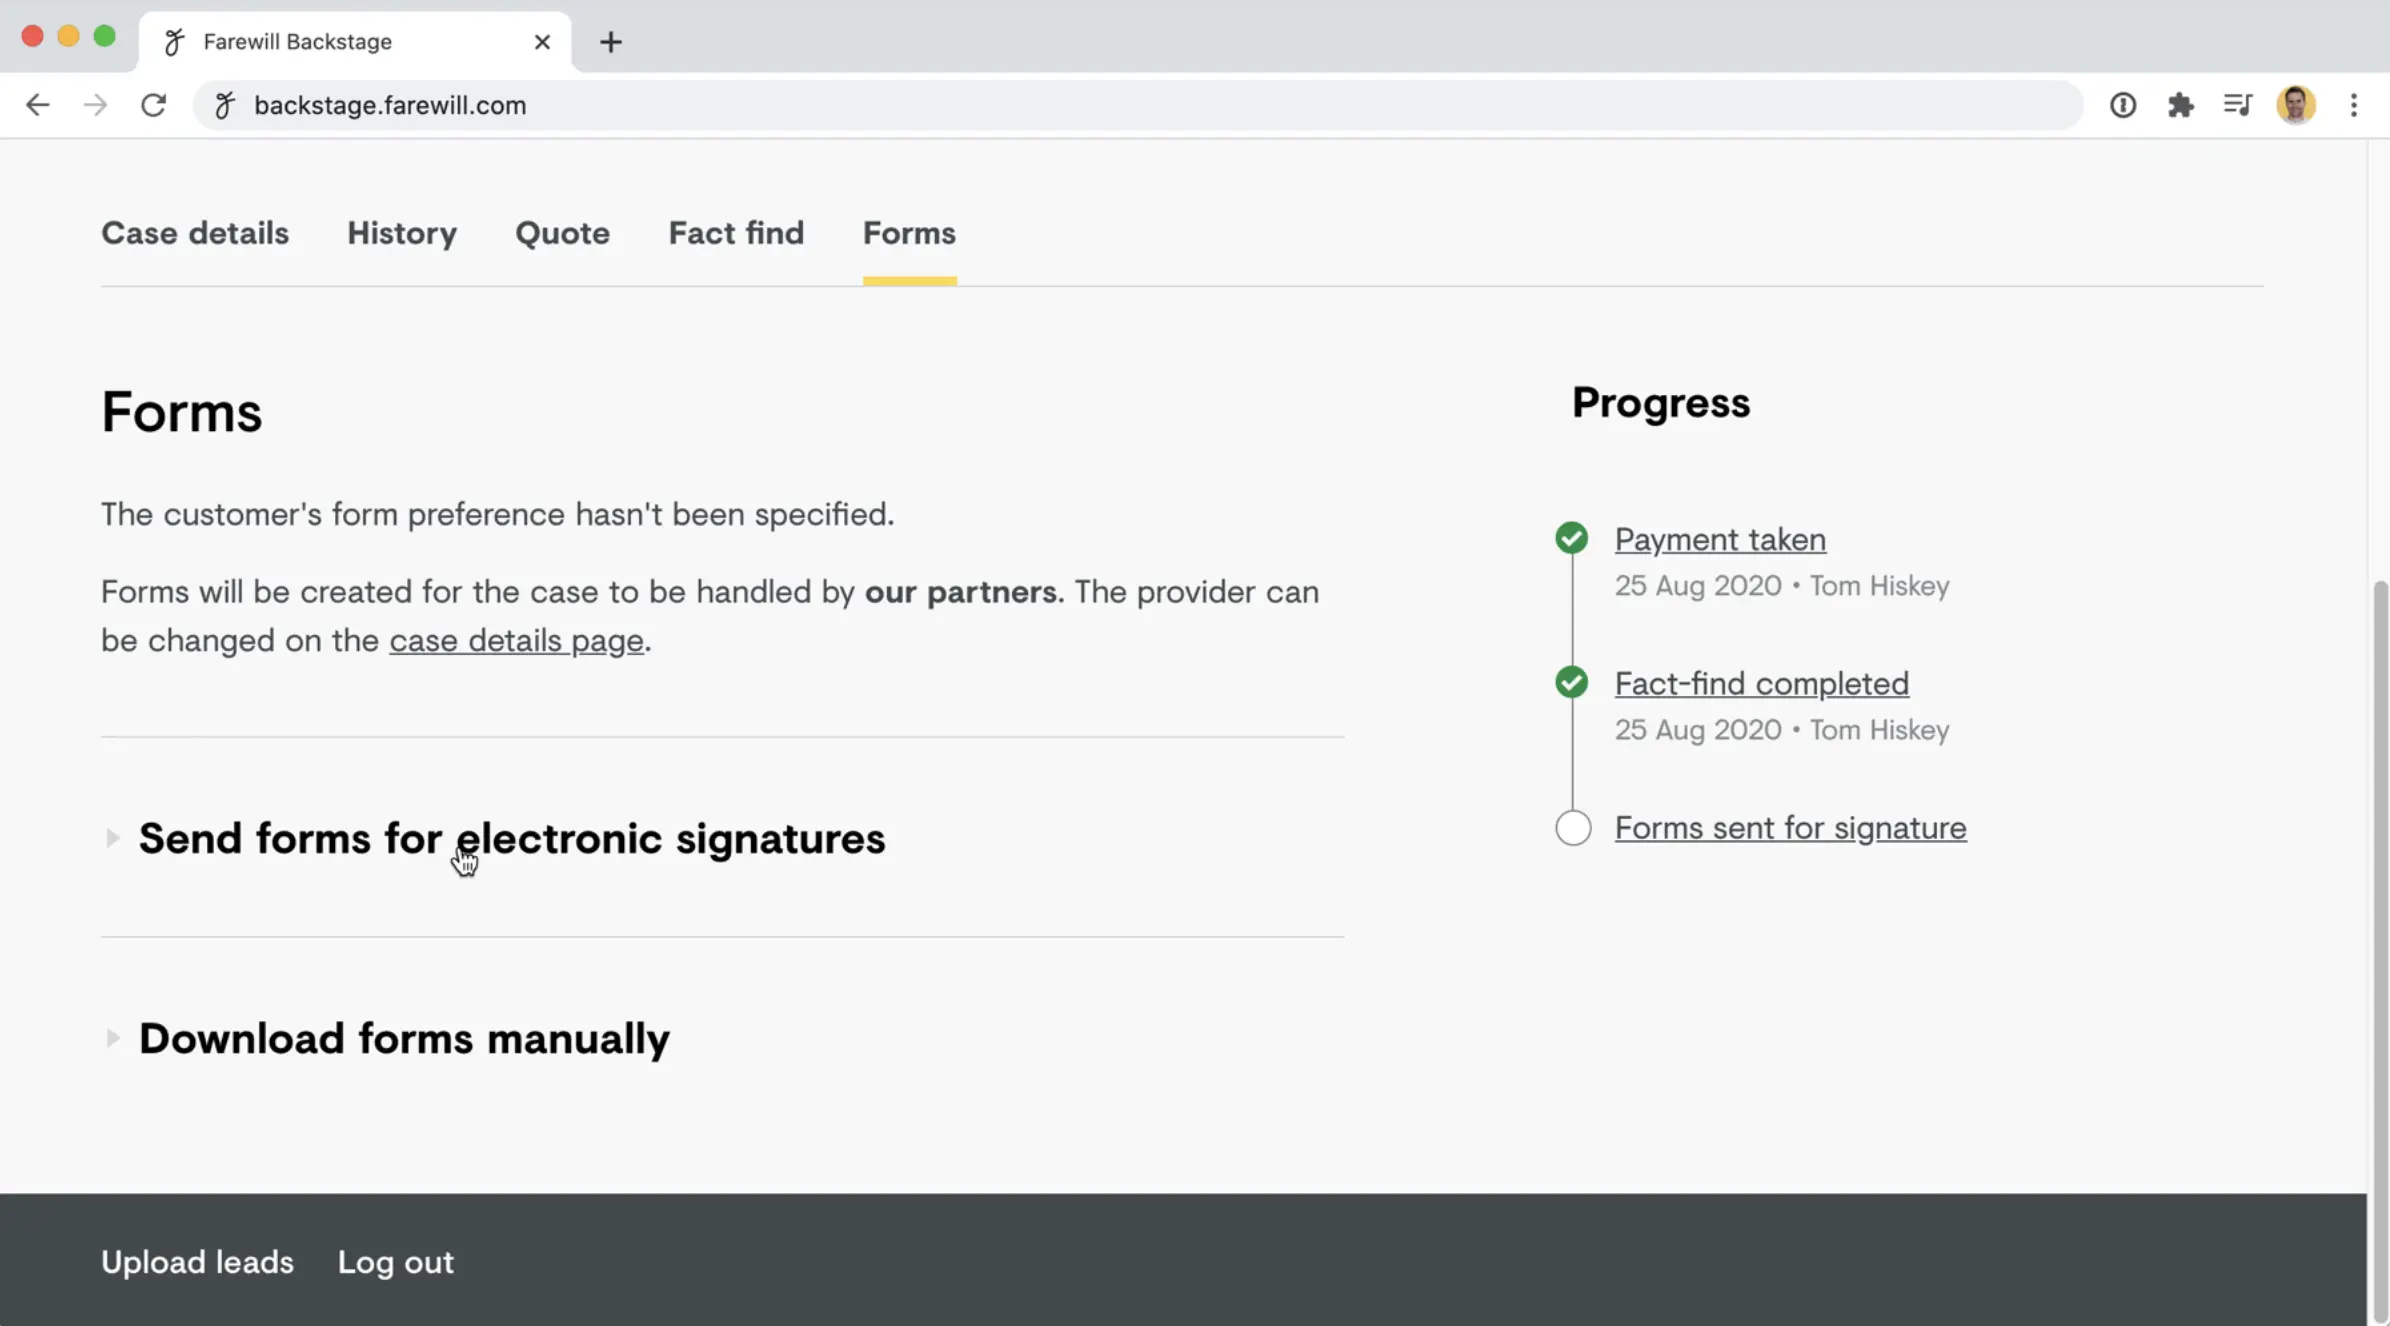 Farewill Backstage
backstage.farewill.com
Case details History Quote Fact find Forms
Forms
The customer's form preference hasn't been specified.
Forms will be created for the case to be handled by our partners. The provider can
be changed on the case details page.
Send forms for electronic signatures
Download forms manually
Progress
Payment taken
25 Aug 2020 • Tom Hiskey
Fact-find completed
25 Aug 2020 • Tom Hiskey
Forms sent for signature
Upload leads Log out